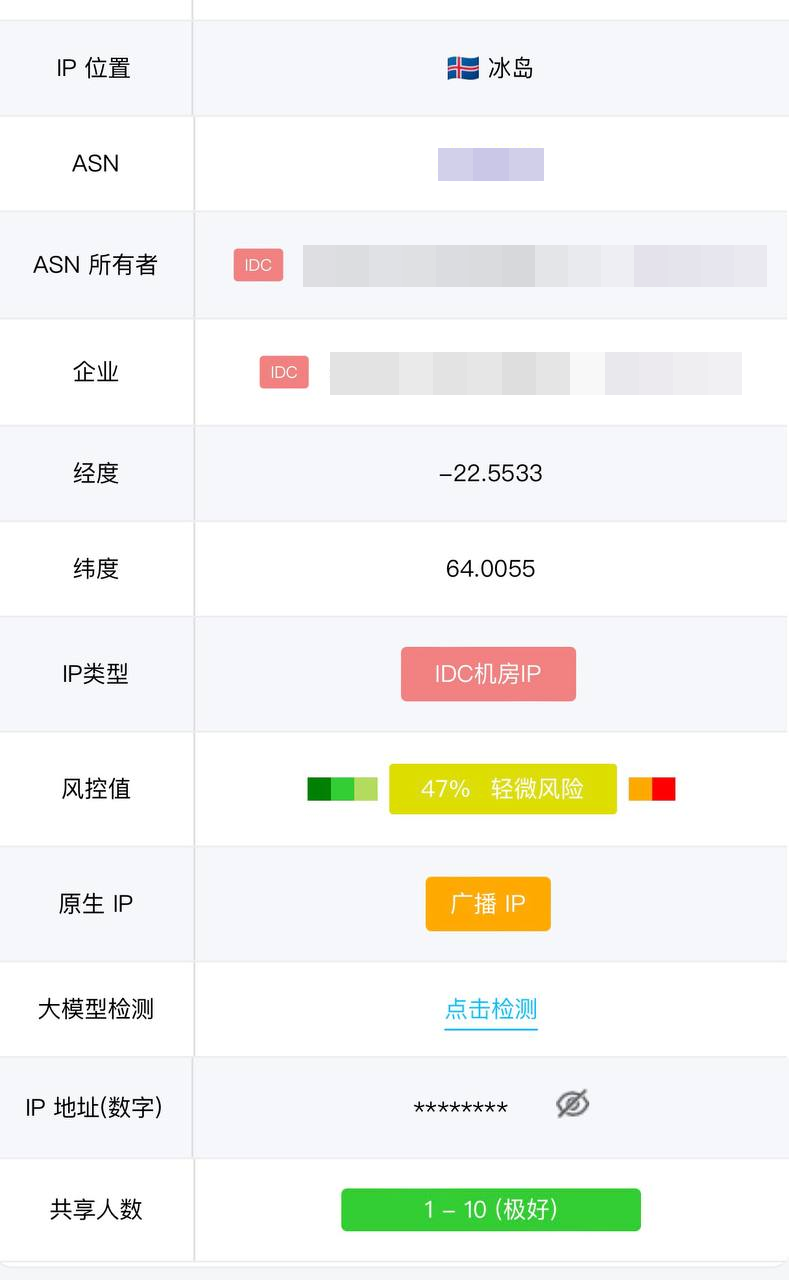 IP 位置 冰岛
ASN
ASN 所有者 IDC
企业 IDC
经度 -22.5533
纬度 64.0055
IP类型 IDC机房IP
风控值 47% 轻微风险
原生 IP 广播 IP
大模型检测 点击检测
IP 地址(数字) ********
共享人数 1 - 10 (极好)